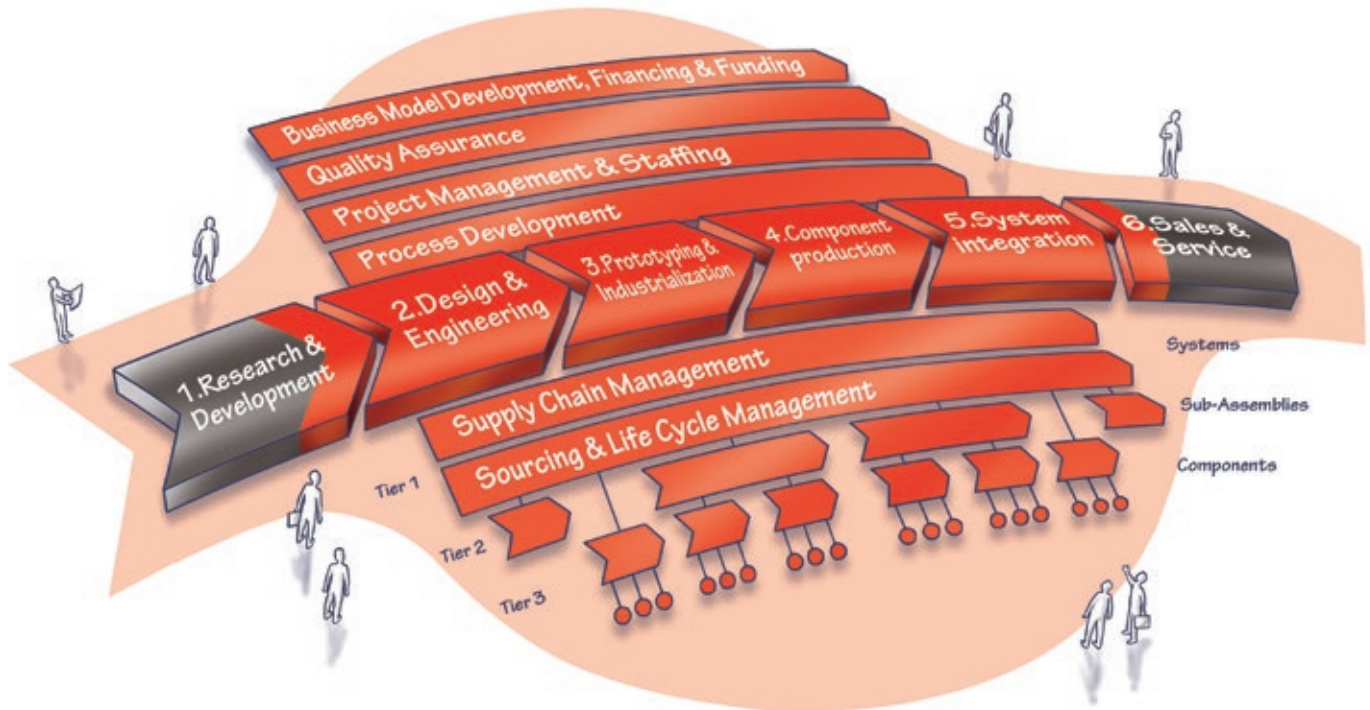 Business Model Development, Financing & Funding
Quality Assurance
Project Management & Staffing
Process Development
1.Research &
Development
2.Design &
Engineering
3.Prototyping &
Industrialization
4.Component
production
5.System
integration
6.Sales &
Service
Supply Chain Management
Sourcing & Life Cycle Management
Systems
Sub-Assemblies
Components
Tier 1
Tier 2
Tier 3